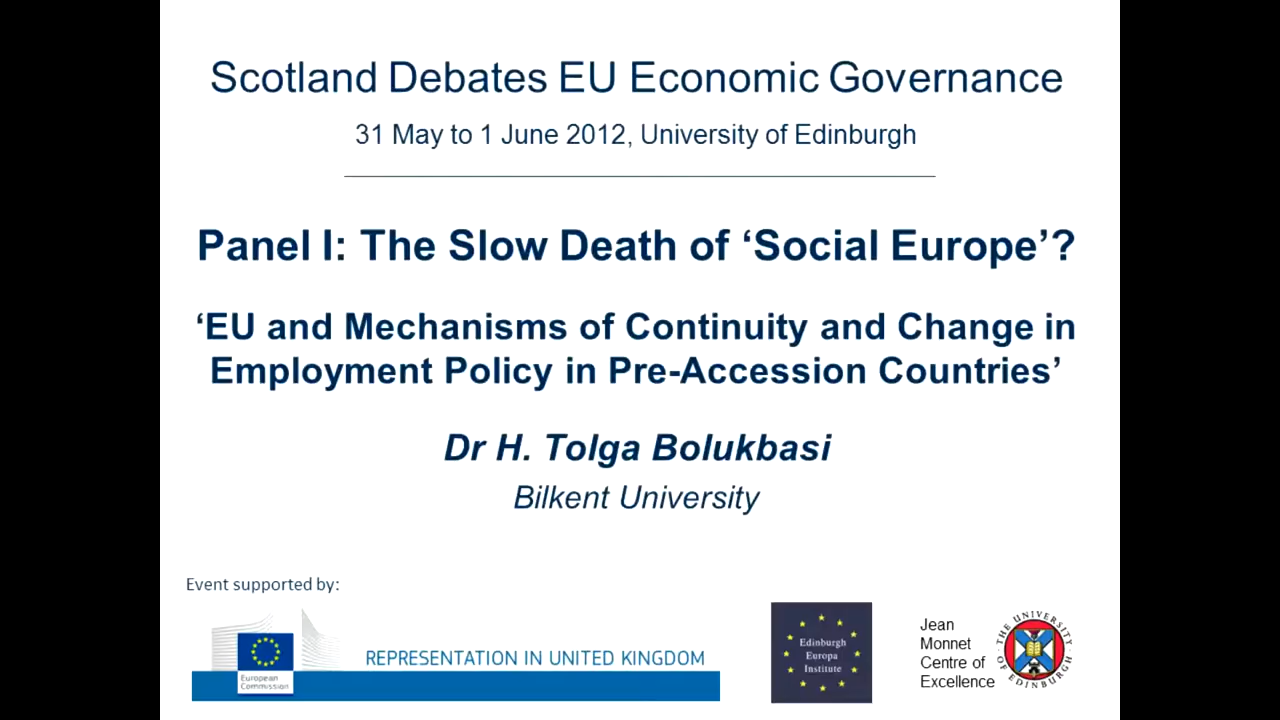 Scotland Debates EU Economic Governance
31 May to 1 June 2012, University of Edinburgh
Panel I: The Slow Death of ‘Social Europe’?
‘EU and Mechanisms of Continuity and Change in
Employment Policy in Pre-Accession Countries’
Dr H. Tolga Bolukbasi
Bilkent University
Event supported by:
European
Commission
REPRESENTATION IN UNITED KINGDOM
Edinburgh
Europa
Institute
Jean
Monnet
Centre of
Excellence
THE UNIVERSITY
OF EDINBURGH